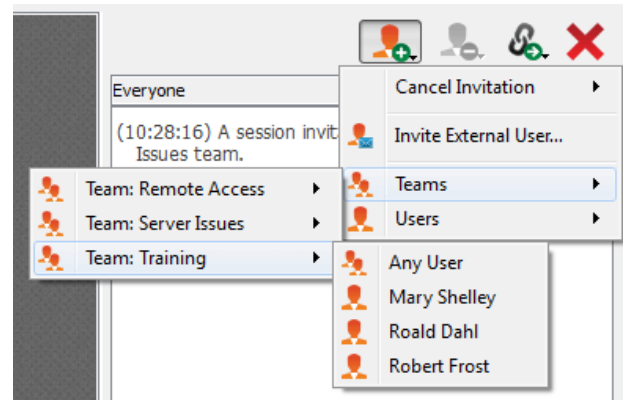 Everyone
Cancel Invitation
(10:28:16) A session invit
Invite External User...
Issues team.
Teams
Team: Remote Access
Users
Team: Server Issues
Team: Training
Any User
Mary Shelley
Roald Dahl
Robert Frost